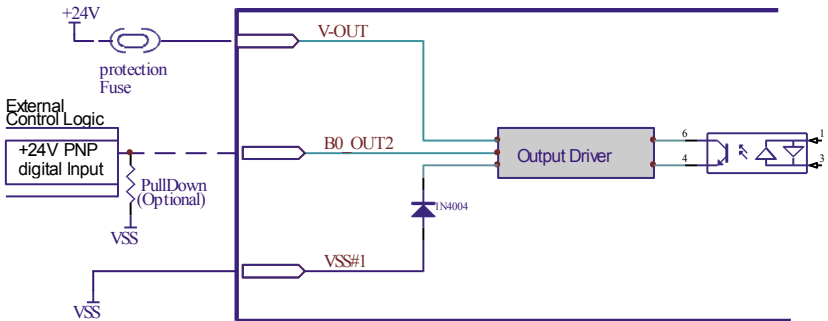 +24V
V-OUT
protection
Fuse
External
Control Logic
+24V PNP
digital Input
B0_OUT2
Output Driver
6
4
1
3
PullDown
(Optional)
VSS
1N4004
VSS#1
VSS